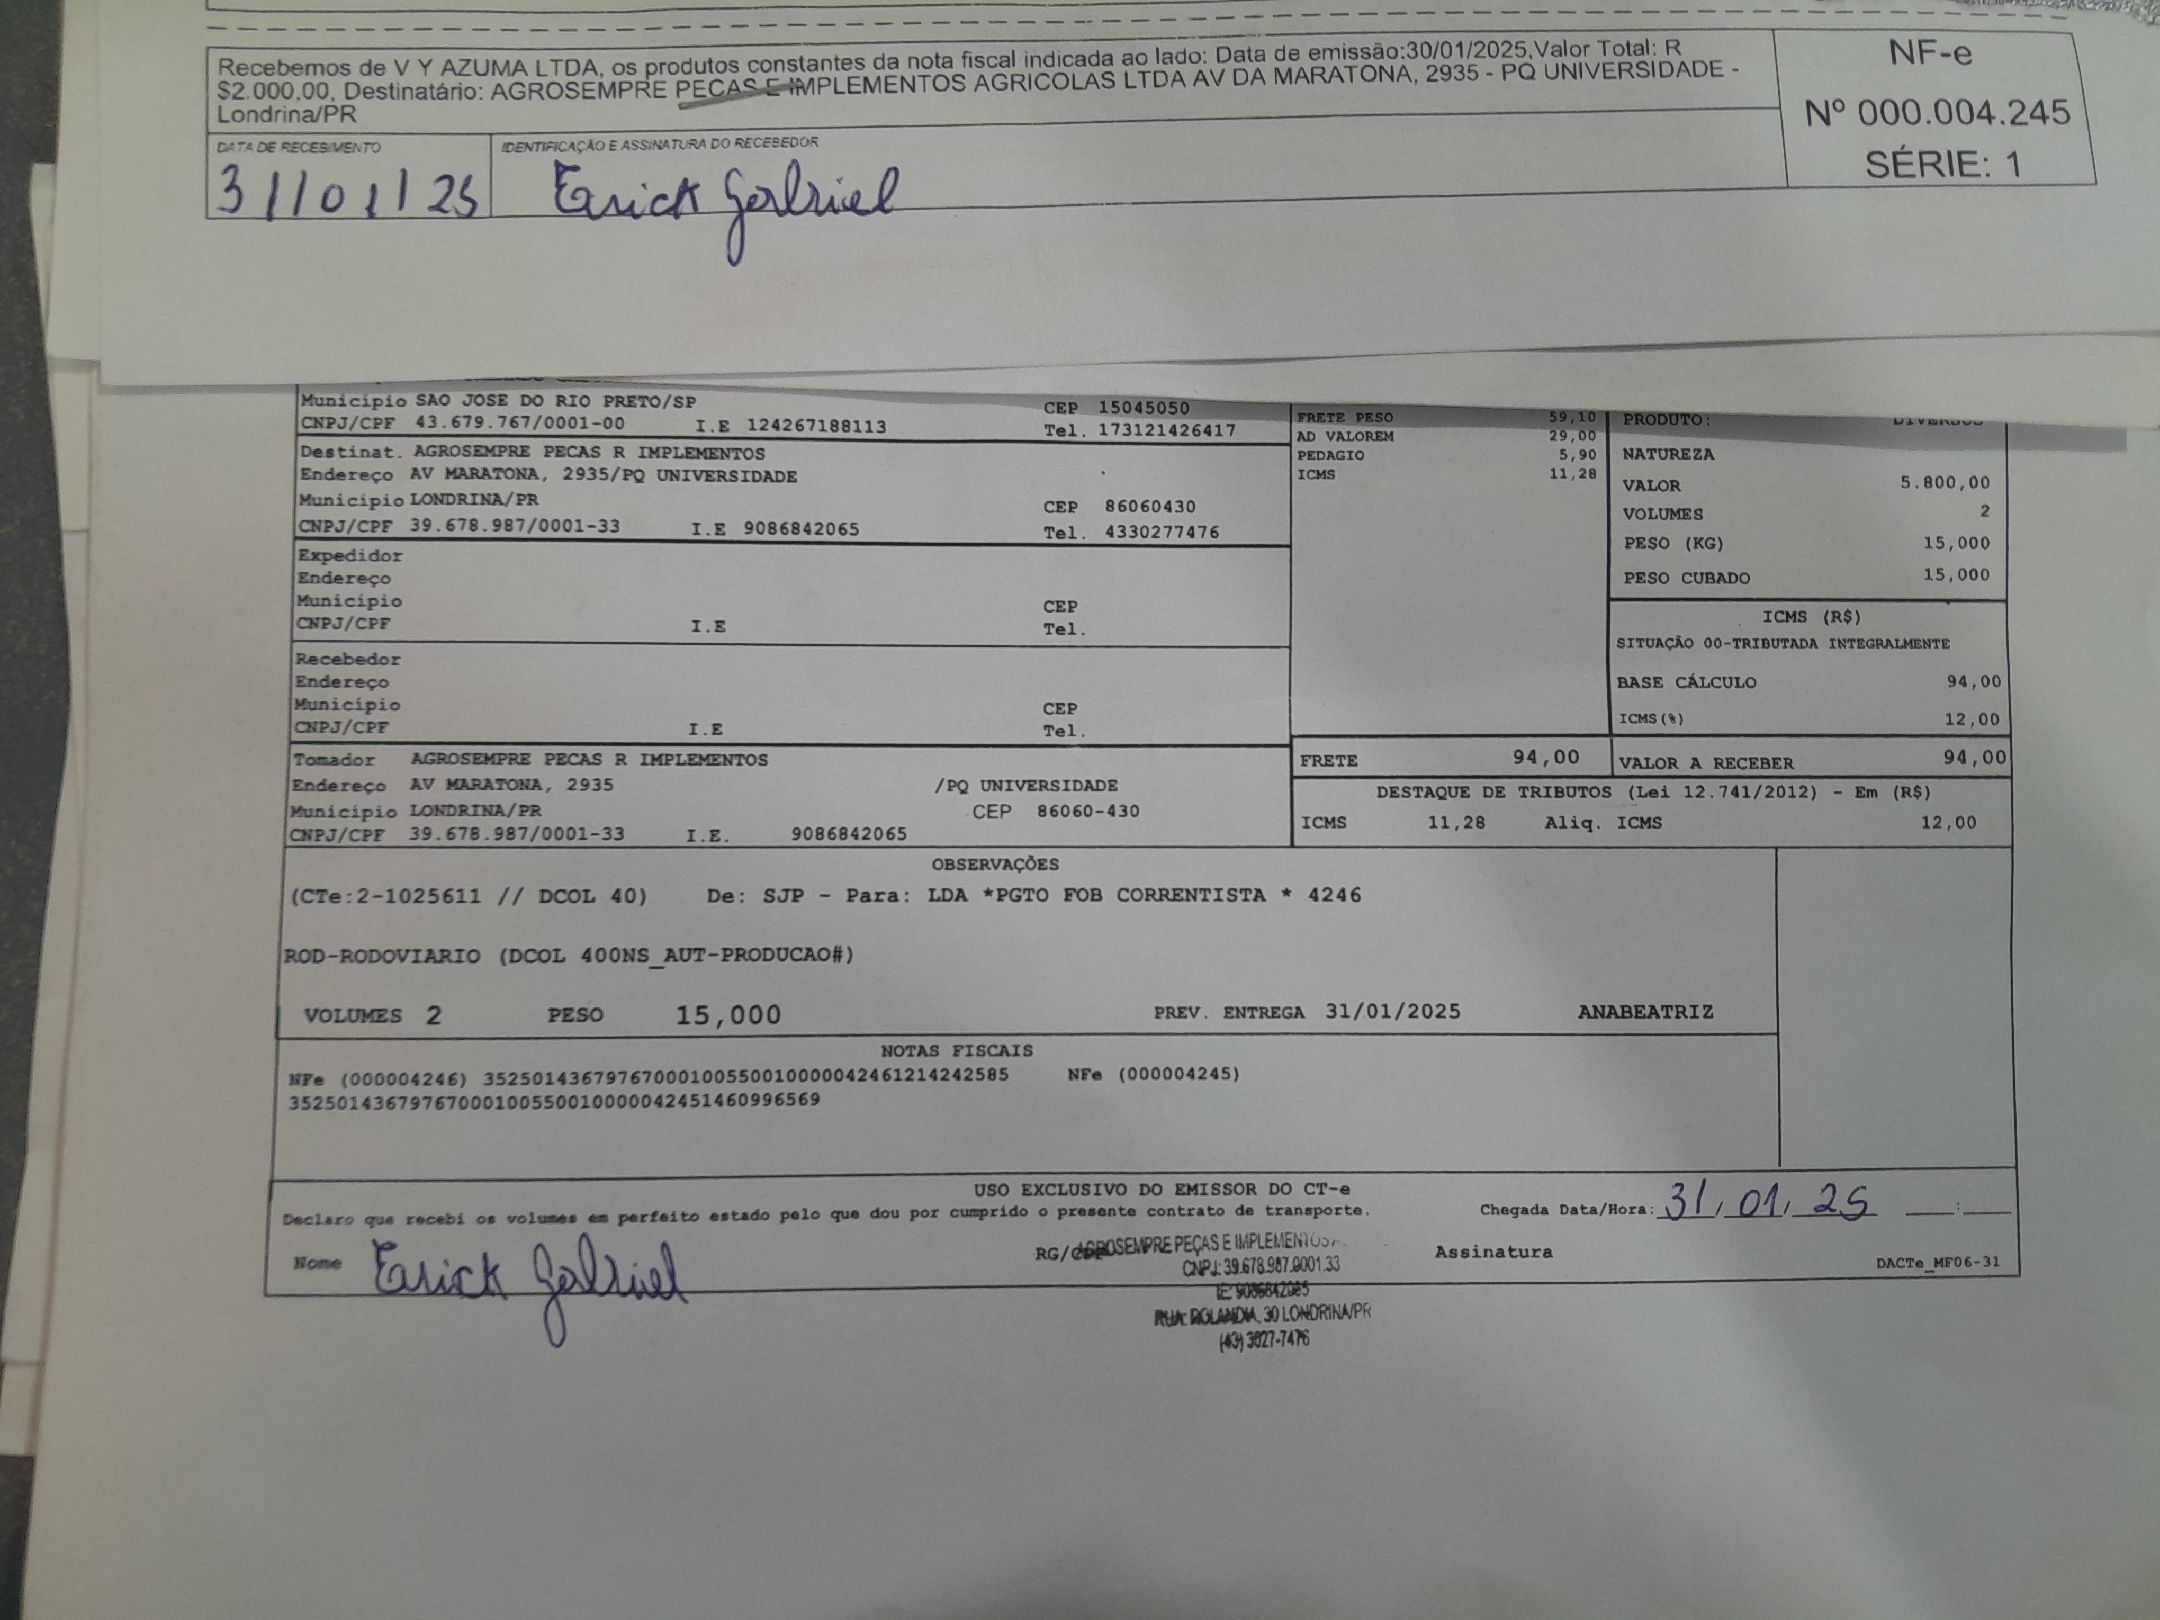 Recebemos de V Y AZUMA LTDA, os produtos constantes da nota fiscal indicada ao lado: Data de emissão:30/01/2025,Valor Total: R
$2.000,00, Destinatário: AGROSEMPRE PECAS E IMPLEMENTOS AGRICOLAS LTDA AV DA MARATONA, 2935 - PQ UNIVERSIDADE -
Londrina/PR
NF-e
Nº 000.004.245
SÉRIE: 1
DATA DE RECEBIMENTO
31/01/25
IDENTIFICAÇÃO E ASSINATURA DO RECEBEDOR
Erick Gabriel
Município SAO JOSE DO RIO PRETO/SP CEP 15045050
CNPJ/CPF 43.679.767/0001-00 I.E 124267188113 Tel. 173121426417
Destinat. AGROSEMPRE PECAS R IMPLEMENTOS
Endereço AV MARATONA, 2935/PQ UNIVERSIDADE
Município LONDRINA/PR CEP 86060430
CNPJ/CPF 39.678.987/0001-33 I.E 9086842065 Tel. 4330277476
Expedidor
Endereço
Município CEP
CNPJ/CPF I.E Tel.
Recebedor
Endereço
Município CEP
CNPJ/CPF I.E Tel.
Tomador AGROSEMPRE PECAS R IMPLEMENTOS
Endereço AV MARATONA, 2935 /PQ UNIVERSIDADE
Município LONDRINA/PR CEP 86060-430
CNPJ/CPF 39.678.987/0001-33 I.E. 9086842065
FRETE PESO 59,10
AD VALOREM 29,00
PEDAGIO 5,90
ICMS 11,28
PRODUTO: DIVERSOS
NATUREZA
VALOR 5.800,00
VOLUMES 2
PESO (KG) 15,000
PESO CUBADO 15,000
ICMS (R$)
SITUAÇÃO 00-TRIBUTADA INTEGRALMENTE
BASE CÁLCULO 94,00
ICMS(%) 12,00
FRETE 94,00 VALOR A RECEBER 94,00
DESTAQUE DE TRIBUTOS (Lei 12.741/2012) - Em (R$)
ICMS 11,28 Aliq. ICMS 12,00
OBSERVAÇÕES
(CTe:2-1025611 // DCOL 40) De: SJP - Para: LDA *PGTO FOB CORRENTISTA * 4246
ROD-RODOVIARIO (DCOL 400NS_AUT-PRODUCAO#)
VOLUMES 2 PESO 15,000 PREV. ENTREGA 31/01/2025 ANABEATRIZ
NOTAS FISCAIS
NFe (000004246) 35250143679767000100550010000042461214242585 NFe (000004245)
35250143679767000100550010000042451460996569
USO EXCLUSIVO DO EMISSOR DO CT-e
Declaro que recebi os volumes em perfeito estado pelo que dou por cumprido o presente contrato de transporte. Chegada Data/Hora: 31/01/25 __:__
Nome Erick Gabriel RG/CPF Assinatura DACTe_MF06-31
AGROSEMPRE PEÇAS E IMPLEMENTOS
CNPJ: 39.678.987.0001.33
IE: 9086842065
RUA: ROLANDIA, 30 LONDRINA/PR
(43) 3027-7476